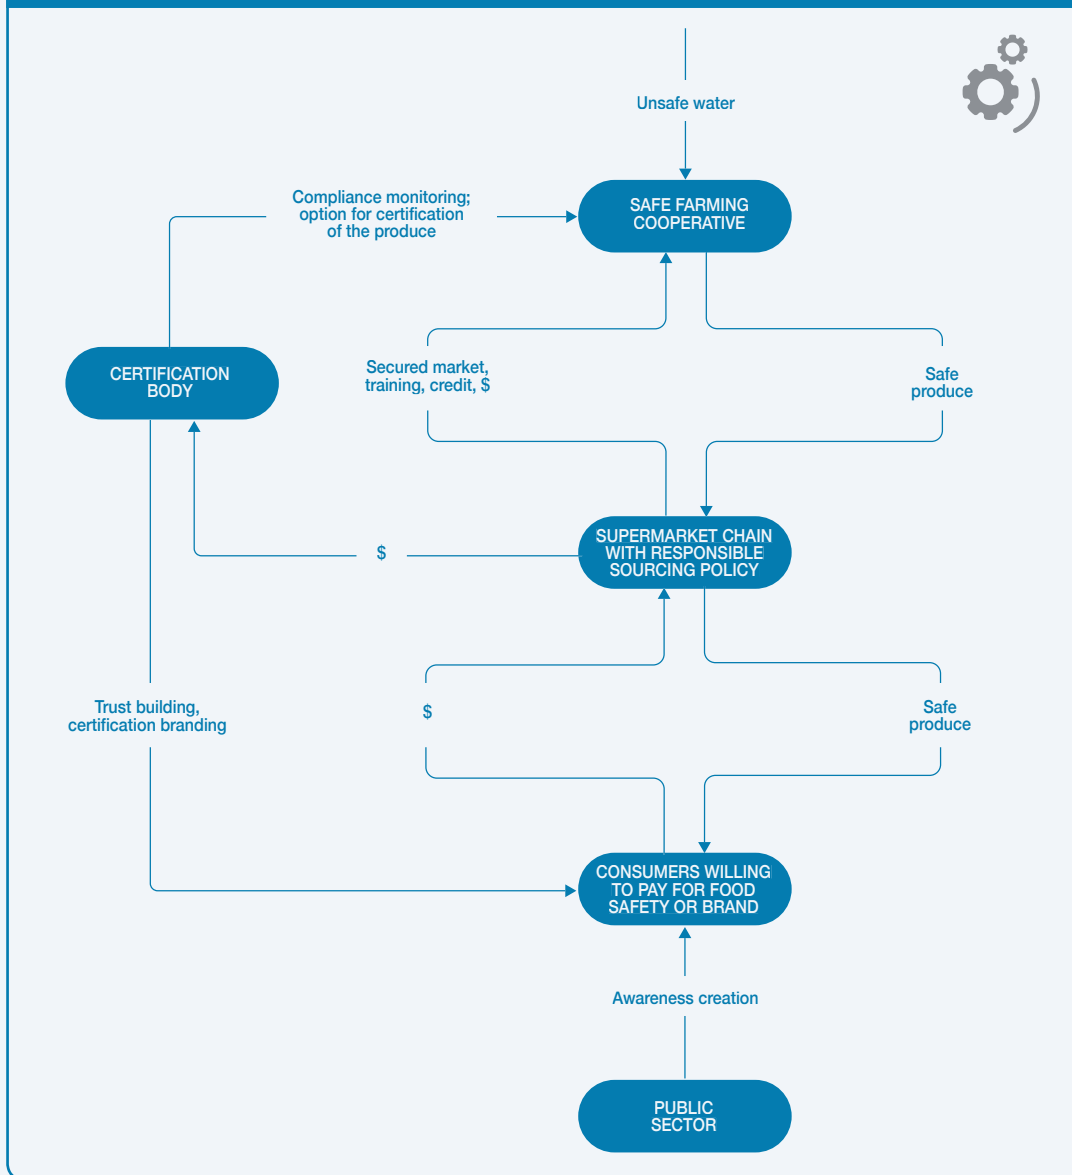 Unsafe water
Compliance monitoring;
option for certification
of the produce
SAFE FARMING
COOPERATIVE
CERTIFICATION
BODY
Secured market,
training, credit, $
Safe
produce
$
SUPERMARKET CHAIN
WITH RESPONSIBLE
SOURCING POLICY
Trust building,
certification branding
$
Safe
produce
CONSUMERS WILLING
TO PAY FOR FOOD
SAFETY OR BRAND
Awareness creation
PUBLIC
SECTOR